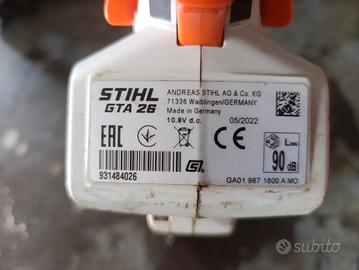 STIHL
GTA 26
ANDREAS STIHL AG & Co. KG
71336 Waiblingen/GERMANY
Made in Germany
10.8V d.c. 05/2022
EAC
CE
LWA
90 dB
931484026
GA01 967 1800 A MO
subito